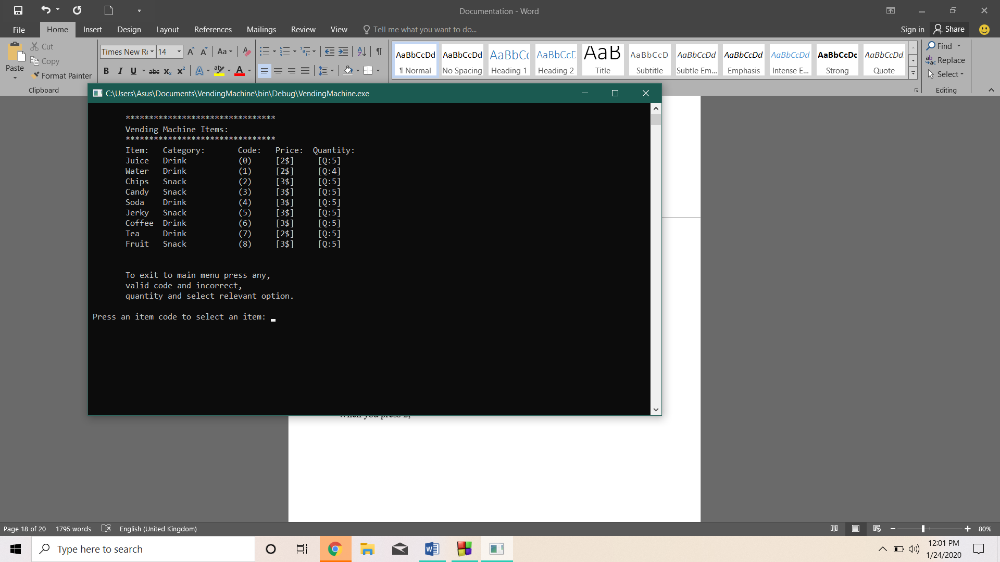 Documentation - Word
File Home Insert Design Layout References Mailings Review View Tell me what you want to do... Sign in Share
Paste
Cut
Copy
Format Painter
Clipboard
Times New Ro 14
Aa
B I U abc x₂ x² A ab A
AaBbCcDd
¶ Normal
AaBbCcDd
No Spacing
AaBbCc
Heading 1
AaBbCcD
Heading 2
AaB
Title
AaBbCcD
Subtitle
AaBbCcDd
Subtle Em...
AaBbCcDd
Emphasis
AaBbCcDd
Intense E...
AaBbCcDc
Strong
AaBbCcDd
Quote
Find
Replace
Select
Editing
C:\Users\Asus\Documents\VendingMachine\bin\Debug\VendingMachine.exe
********************************
Vending Machine Items:
********************************
Item: Category: Code: Price: Quantity:
Juice Drink (0) [2$] [Q:5]
Water Drink (1) [2$] [Q:4]
Chips Snack (2) [3$] [Q:5]
Candy Snack (3) [3$] [Q:5]
Soda Drink (4) [3$] [Q:5]
Jerky Snack (5) [3$] [Q:5]
Coffee Drink (6) [3$] [Q:5]
Tea Drink (7) [2$] [Q:5]
Fruit Snack (8) [3$] [Q:5]
To exit to main menu press any,
valid code and incorrect,
quantity and select relevant option.
Press an item code to select an item:
When you press 2,
Page 18 of 20 1795 words English (United Kingdom) 80%
Type here to search
12:01 PM
1/24/2020